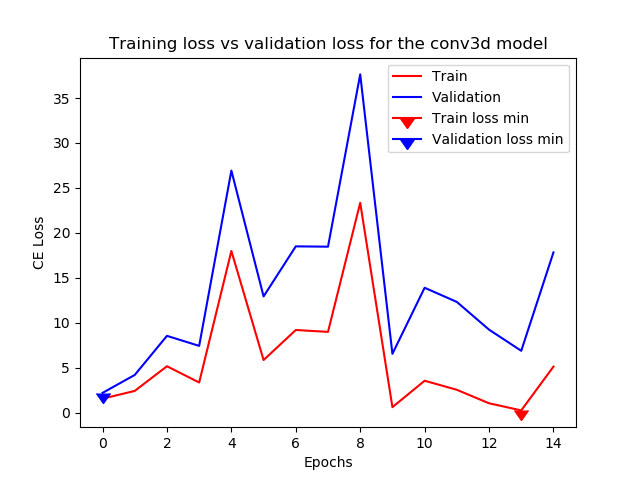 Training loss vs validation loss for the conv3d model
Train
Validation
Train loss min
Validation loss min
CE Loss
35
30
25
20
15
10
5
0
0 2 4 6 8 10 12 14
Epochs